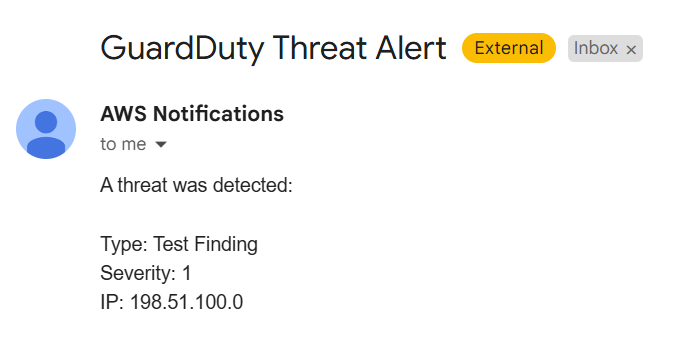 GuardDuty Threat Alert External Inbox ×
AWS Notifications
to me
A threat was detected:
Type: Test Finding
Severity: 1
IP: 198.51.100.0